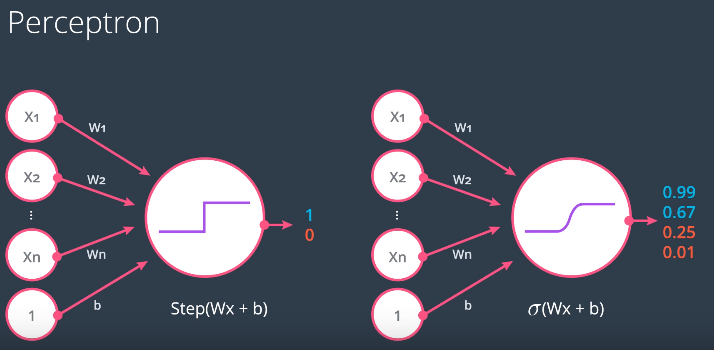 Perceptron
X1
W1
X2
W2
⋮
Xn
Wn
1
b
1
0
Step(Wx + b)
X1
W1
X2
W2
⋮
Xn
Wn
1
b
0.99
0.67
0.25
0.01
σ(Wx + b)